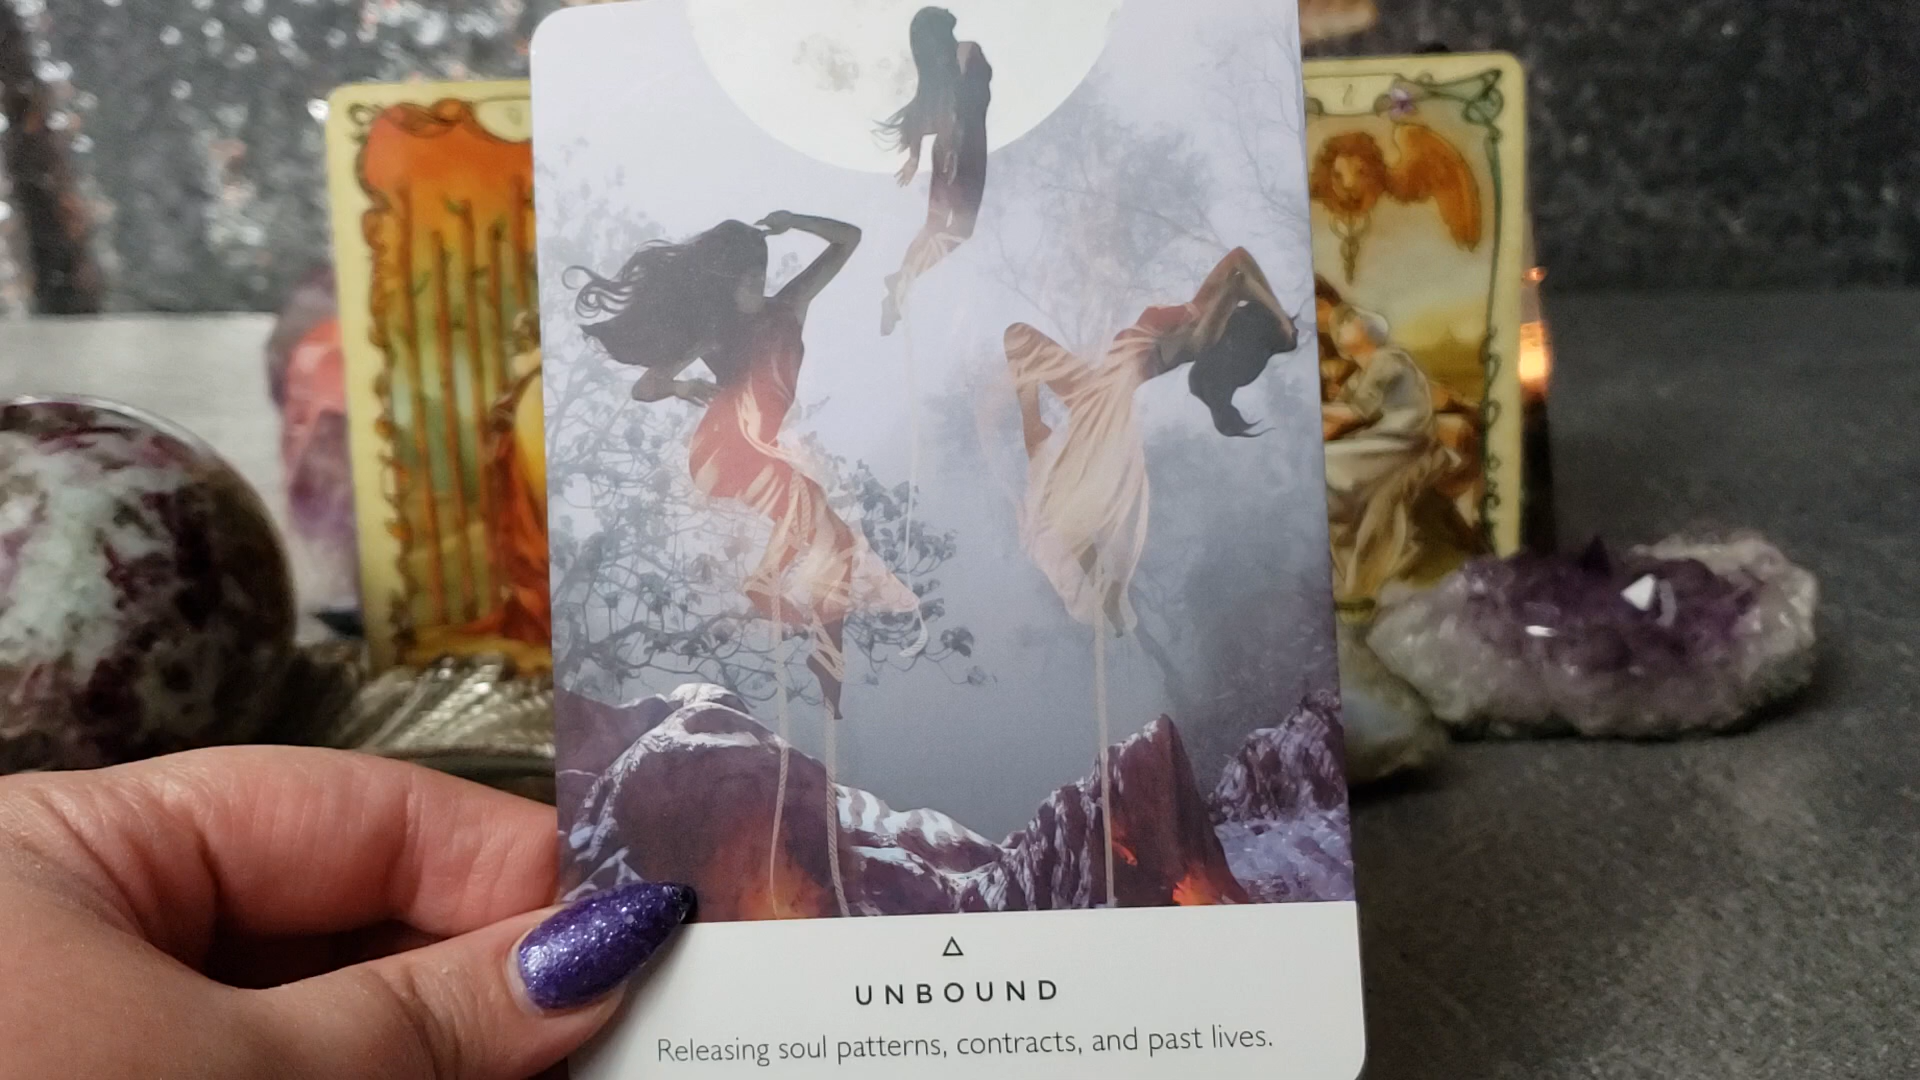 UNBOUND
Releasing soul patterns, contracts, and past lives.